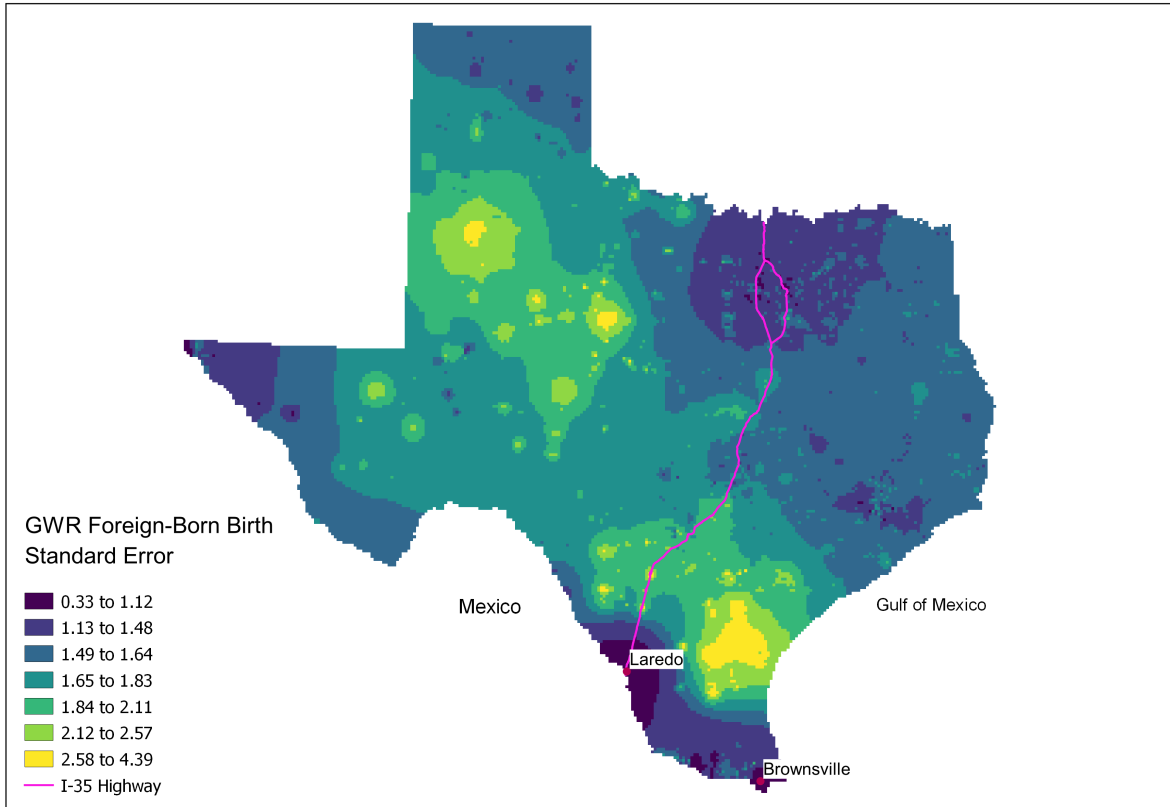 GWR Foreign-Born Birth
Standard Error
0.33 to 1.12
1.13 to 1.48
1.49 to 1.64
1.65 to 1.83
1.84 to 2.11
2.12 to 2.57
2.58 to 4.39
I-35 Highway
Mexico
Gulf of Mexico
Laredo
Brownsville